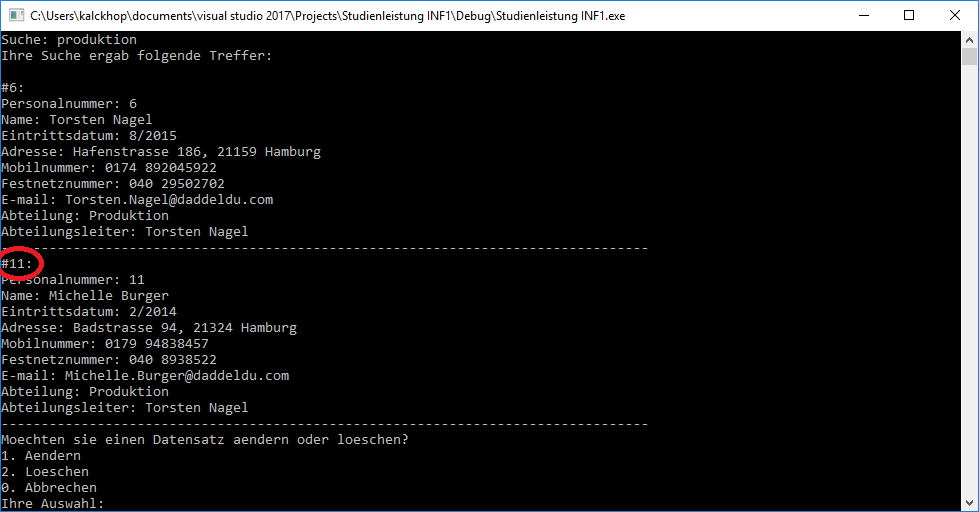 C:\Users\kalckhop\documents\visual studio 2017\Projects\Studienleistung INF1\Debug\Studienleistung INF1.exe
Suche: produktion
Ihre Suche ergab folgende Treffer:
#6:
Personalnummer: 6
Name: Torsten Nagel
Eintrittsdatum: 8/2015
Adresse: Hafenstrasse 186, 21159 Hamburg
Mobilnummer: 0174 892045922
Festnetznummer: 040 29502702
E-mail: Torsten.Nagel@daddeldu.com
Abteilung: Produktion
Abteilungsleiter: Torsten Nagel
---------------------------------------------------------------------------------
#11:
Personalnummer: 11
Name: Michelle Burger
Eintrittsdatum: 2/2014
Adresse: Badstrasse 94, 21324 Hamburg
Mobilnummer: 0179 94838457
Festnetznummer: 040 8938522
E-mail: Michelle.Burger@daddeldu.com
Abteilung: Produktion
Abteilungsleiter: Torsten Nagel
---------------------------------------------------------------------------------
Moechten sie einen Datensatz aendern oder loeschen?
1. Aendern
2. Loeschen
0. Abbrechen
Ihre Auswahl: